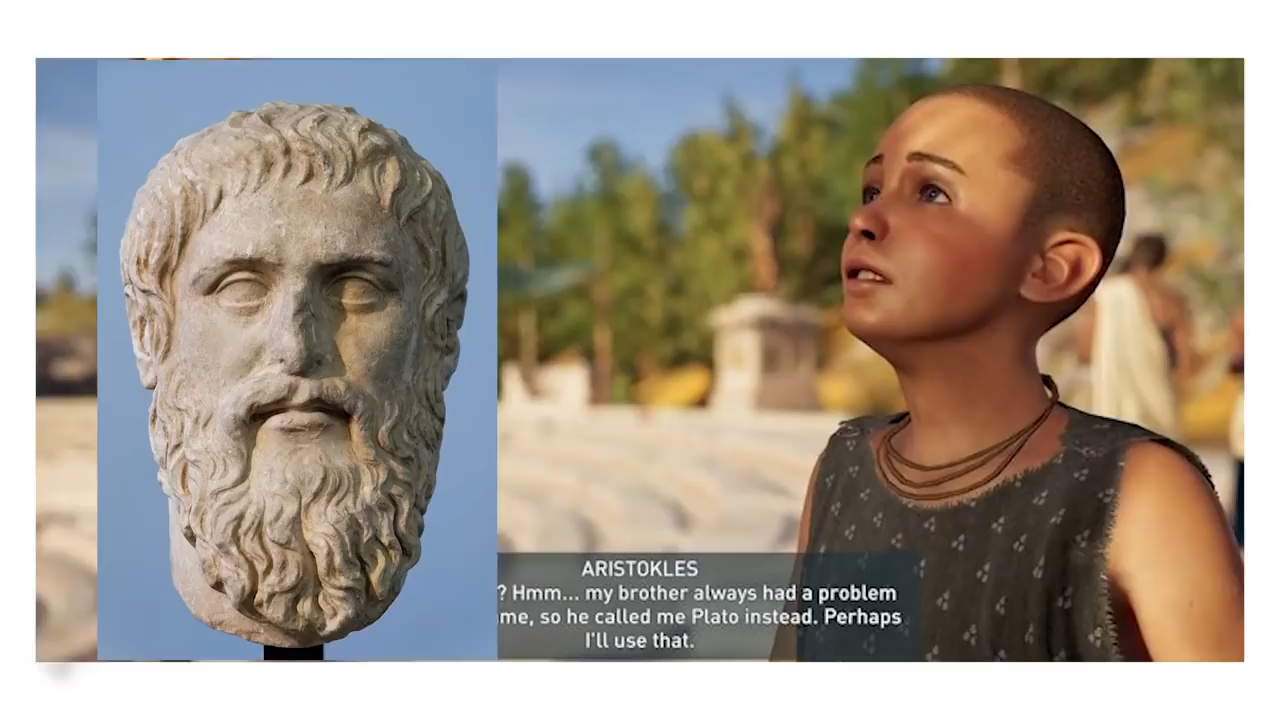 ARISTOKLES
? Hmm... my brother always had a problem
me, so he called me Plato instead. Perhaps
I'll use that.